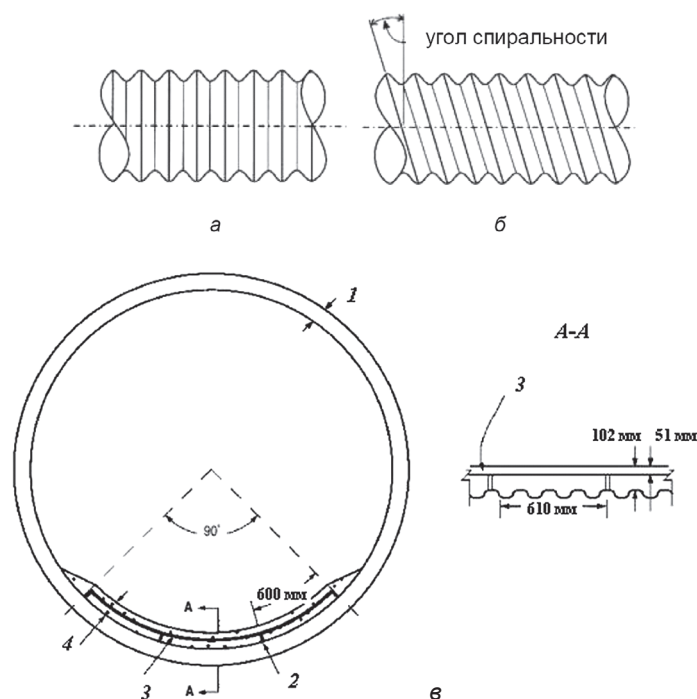 угол спиральности
а
б
1
А-А
3
102 мм
51 мм
610 мм
90°
600 мм
А
А
4
3
2
в